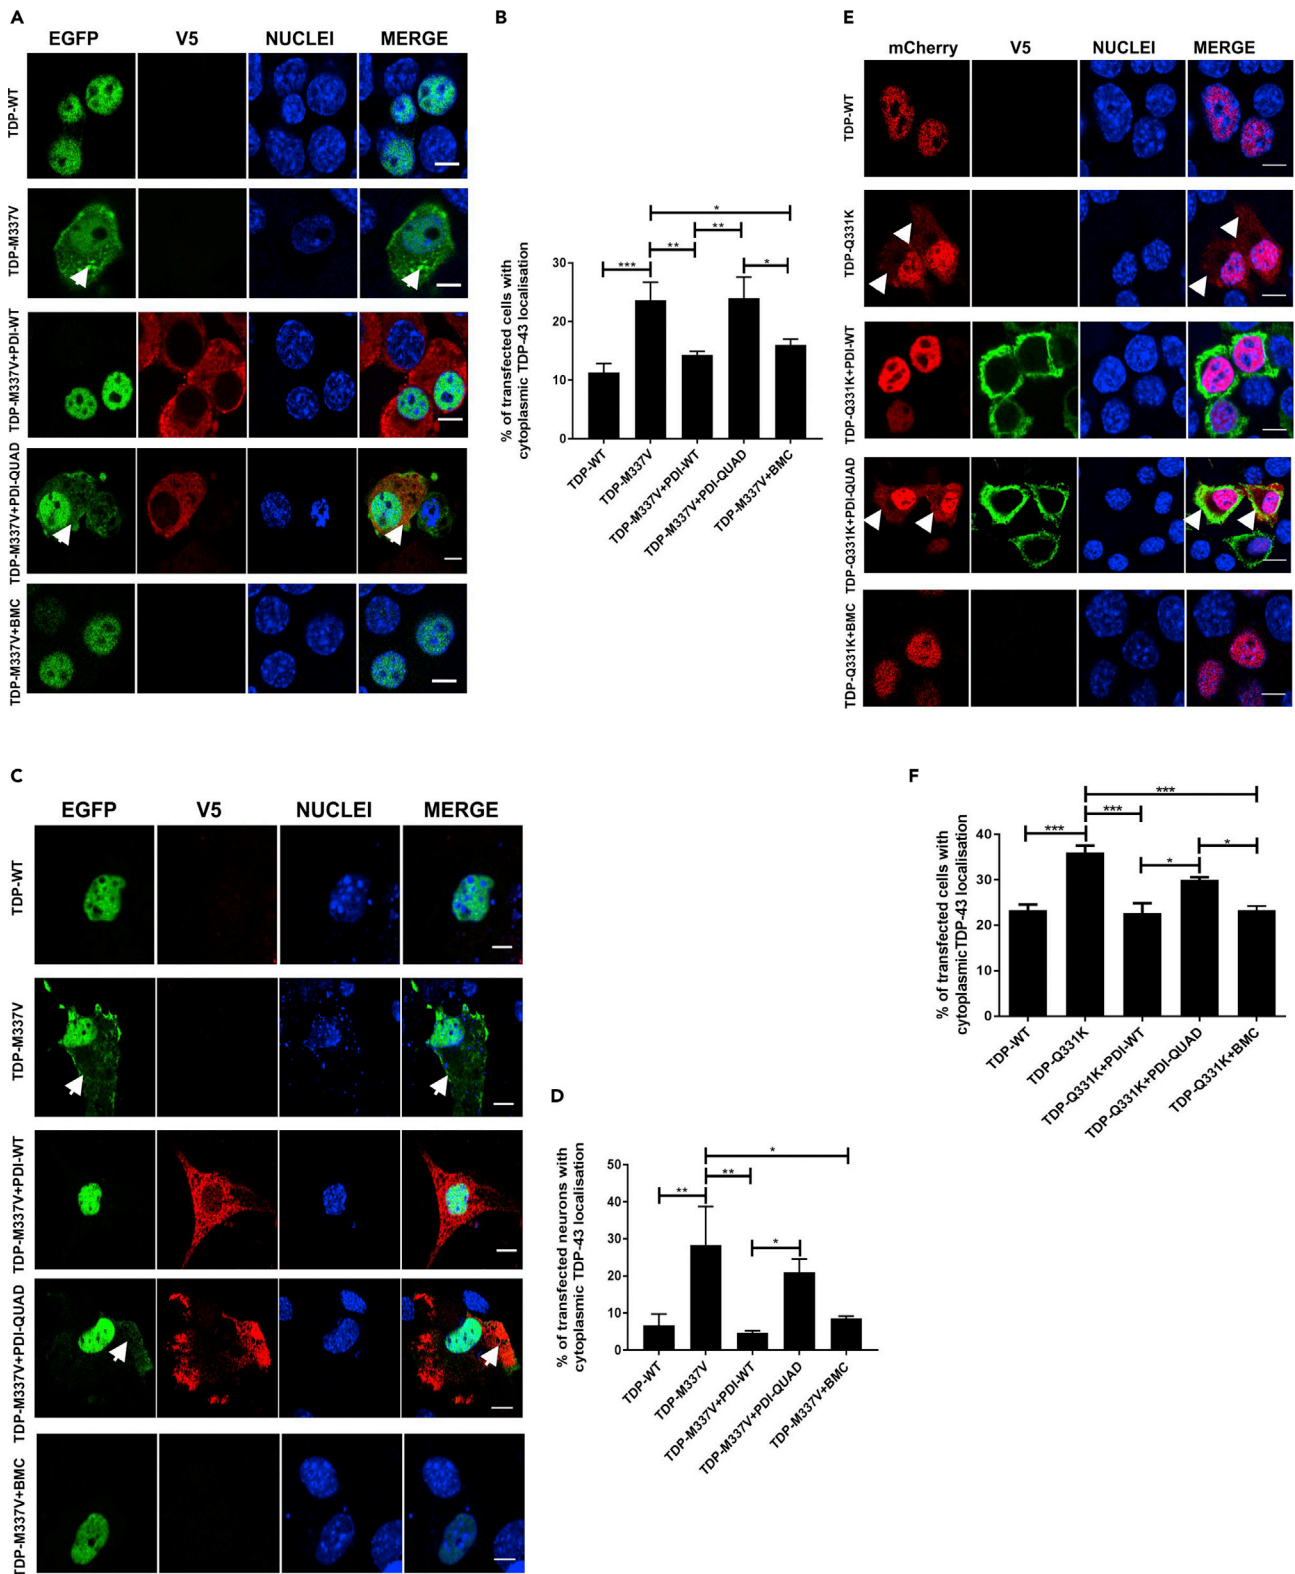 A
EGFP V5 NUCLEI MERGE
TDP-WT
TDP-M337V
TDP-M337V+PDI-WT
TDP-M337V+PDI-QUAD
TDP-M337V+BMC
B
% of transfected cells with
cytoplasmic TDP-43 localisation
30
20
10
0
*
**
**
***
*
TDP-WT
TDP-M337V
TDP-M337V+PDI-WT
TDP-M337V+PDI-QUAD
TDP-M337V+BMC
E
mCherry V5 NUCLEI MERGE
TDP-WT
TDP-Q331K
TDP-Q331K+PDI-WT
TDP-Q331K+PDI-QUAD
TDP-Q331K+BMC
C
EGFP V5 NUCLEI MERGE
TDP-WT
TDP-M337V
TDP-M337V+PDI-WT
TDP-M337V+PDI-QUAD
TDP-M337V+BMC
D
% of transfected neurons with
cytoplasmic TDP-43 localisation
50
40
30
20
10
0
*
**
**
*
TDP-WT
TDP-M337V
TDP-M337V+PDI-WT
TDP-M337V+PDI-QUAD
TDP-M337V+BMC
F
% of transfected cells with
cytoplasmic TDP-43 localisation
40
30
20
10
0
***
***
***
*
*
TDP-WT
TDP-Q331K
TDP-Q331K+PDI-WT
TDP-Q331K+PDI-QUAD
TDP-Q331K+BMC